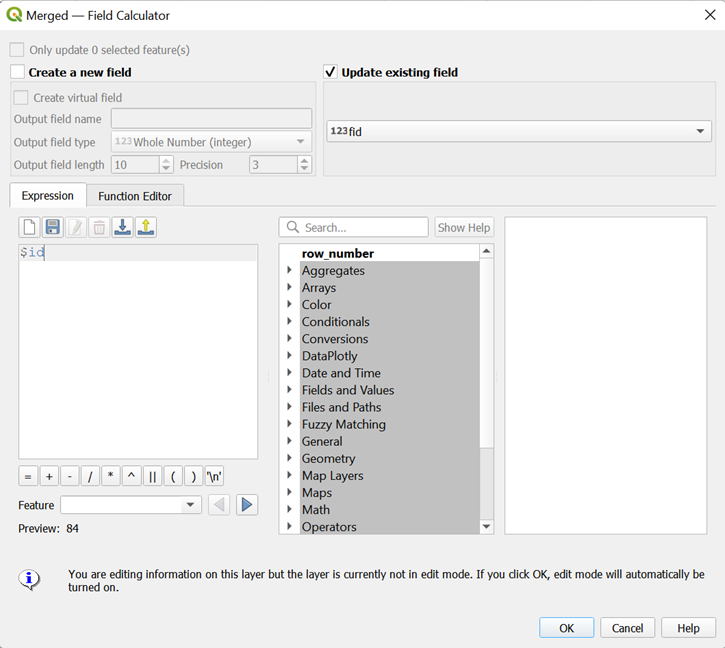 Merged — Field Calculator
Only update 0 selected feature(s)
Create a new field
Update existing field
Create virtual field
Output field name
123 fid
Output field type 123 Whole Number (integer)
Output field length 10 Precision 3
Expression Function Editor
Search... Show Help
$id
row_number
Aggregates
Arrays
Color
Conditionals
Conversions
DataPlotly
Date and Time
Fields and Values
Files and Paths
Fuzzy Matching
General
Geometry
Map Layers
Maps
Math
Operators
= + - / * ^ || ( ) '\n'
Feature
Preview: 84
You are editing information on this layer but the layer is currently not in edit mode. If you click OK, edit mode will automatically be
turned on.
OK Cancel Help